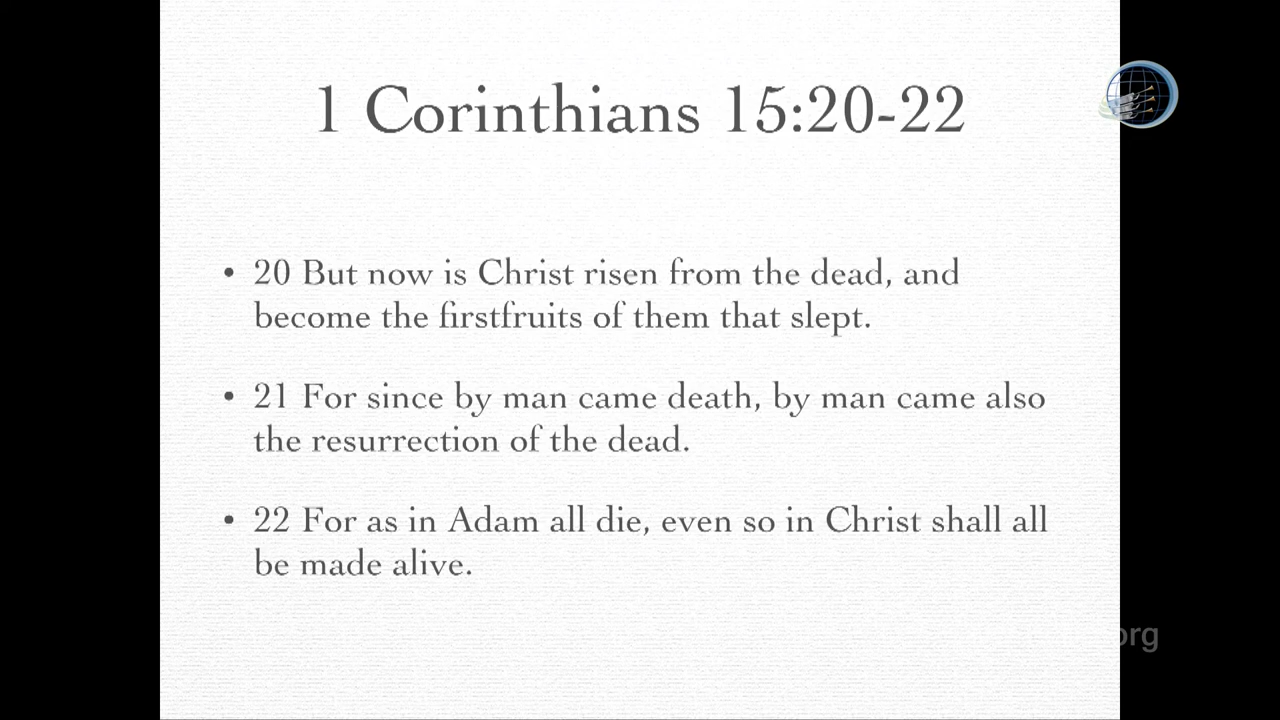 1 Corinthians 15:20-22
• 20 But now is Christ risen from the dead, and
become the firstfruits of them that slept.
• 21 For since by man came death, by man came also
the resurrection of the dead.
• 22 For as in Adam all die, even so in Christ shall all
be made alive.
org